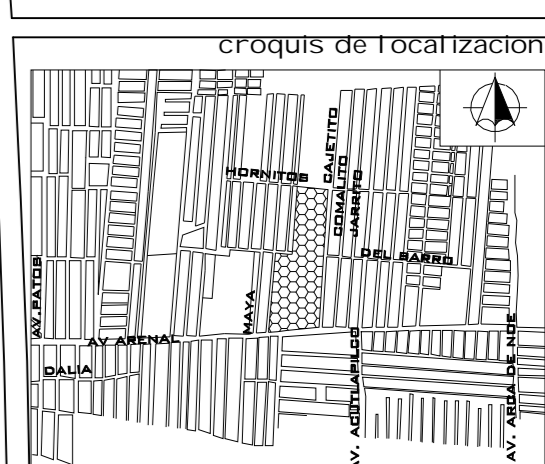 croquis de localizacion
HORNITOS
CAJETITO
COMALITO
JARRITO
DEL BARRO
AV.PATOS
MAYA
AV ARENAL
DALIA
AV. ACUTLAPILCO
AV. ARCA DE NOE